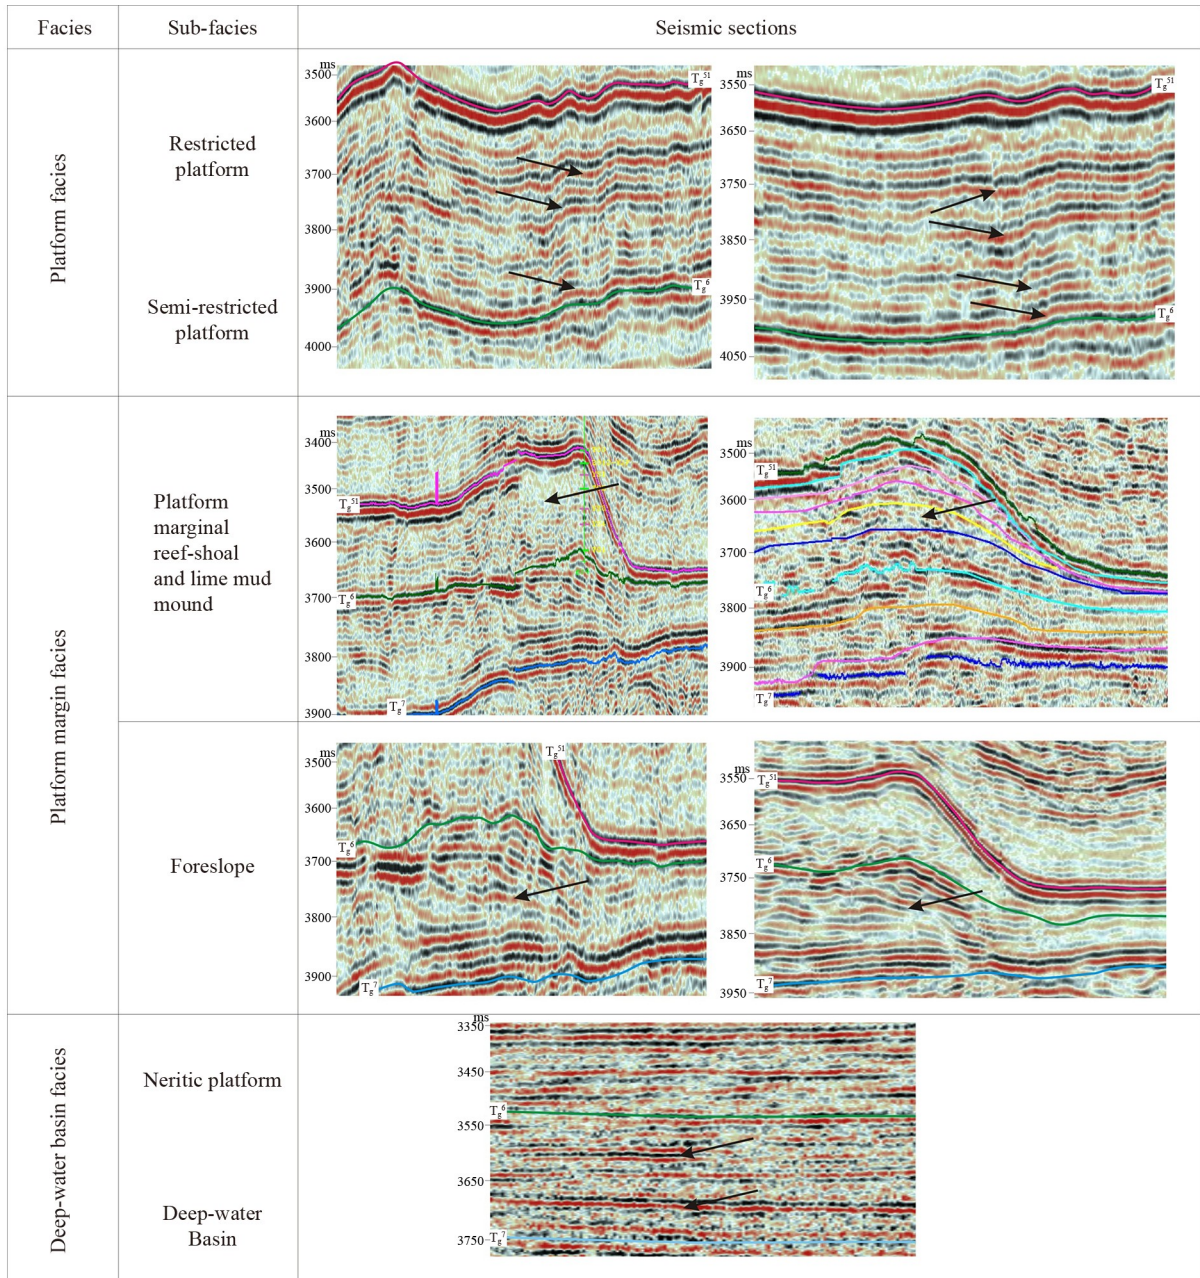 Facies
Sub-facies
Seismic sections
Platform facies
Restricted
platform
Semi-restricted
platform
ms
3500
3600
3700
3800
3900
4000
Tg51
Tg6
ms
3550
3650
3750
3850
3950
4050
Tg51
Tg6
Platform margin facies
Platform
marginal
reef-shoal
and lime mud
mound
ms
3400
3500
3600
3700
3800
3900
Tg51
Tg6
Tg7
ms
3500
3600
3700
3800
3900
Tg51
Tg6
Tg7
Foreslope
ms
3500
3600
3700
3800
3900
Tg51
Tg6
Tg7
ms
3550
3650
3750
3850
3950
Tg51
Tg6
Tg7
Deep-water basin facies
Neritic platform
Deep-water
Basin
ms
3350
3450
3550
3650
3750
Tg6
Tg7